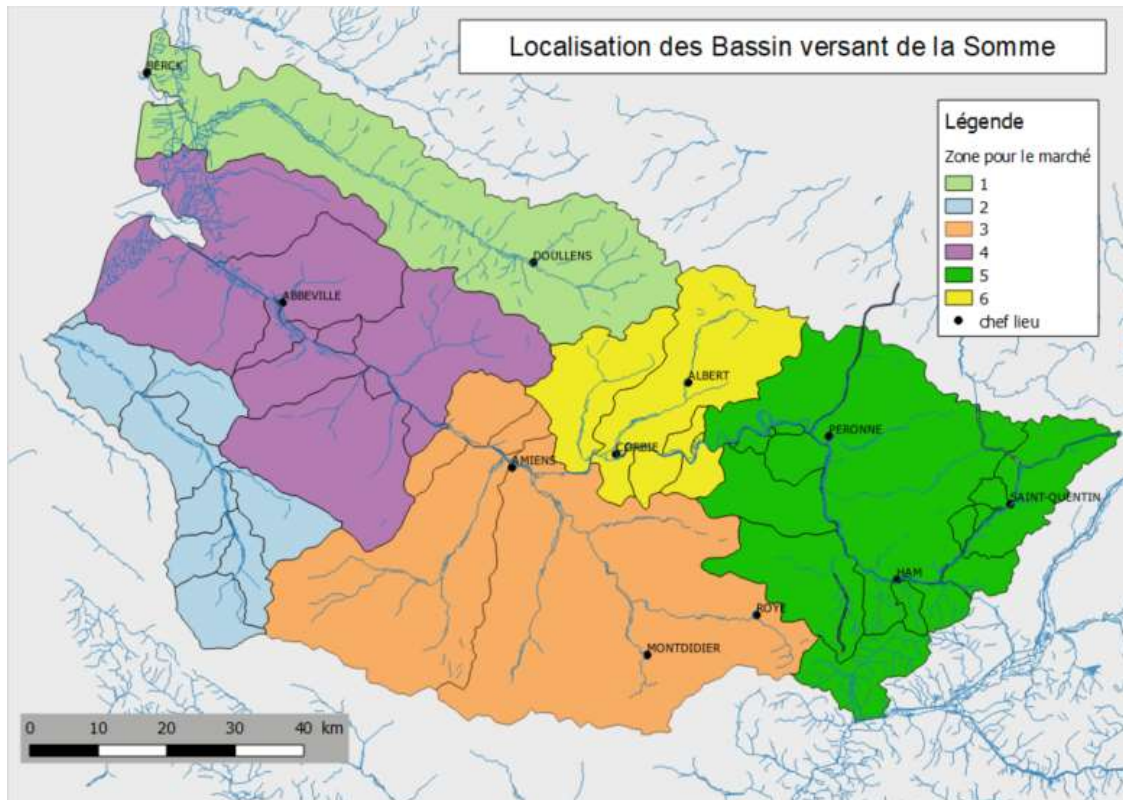 Localisation des Bassin versant de la Somme
BERCK
Légende
Zone pour le marché
1
2
3
4
5
6
chef lieu
DOULLENS
ABBEVILLE
ALBERT
PERONNE
CORBIE
AMIENS
SAINT-QUENTIN
HAM
ROYE
MONTDIDIER
0 10 20 30 40 km